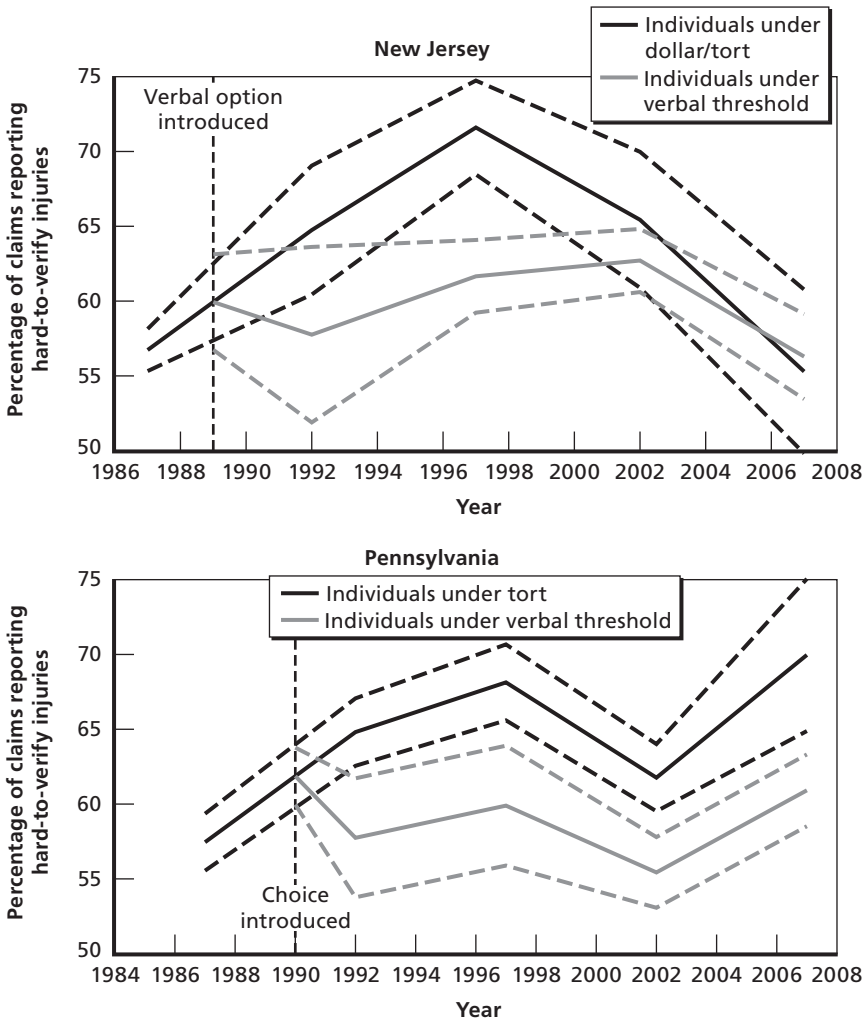 New Jersey
Individuals under
dollar/tort
Individuals under
verbal threshold
Verbal option
introduced
Percentage of claims reporting
hard-to-verify injuries
75
70
65
60
55
50
1986 1988 1990 1992 1994 1996 1998 2000 2002 2004 2006 2008
Year
Pennsylvania
Individuals under tort
Individuals under verbal threshold
Percentage of claims reporting
hard-to-verify injuries
75
70
65
60
55
50
Choice
introduced
1984 1986 1988 1990 1992 1994 1996 1998 2000 2002 2004 2006 2008
Year